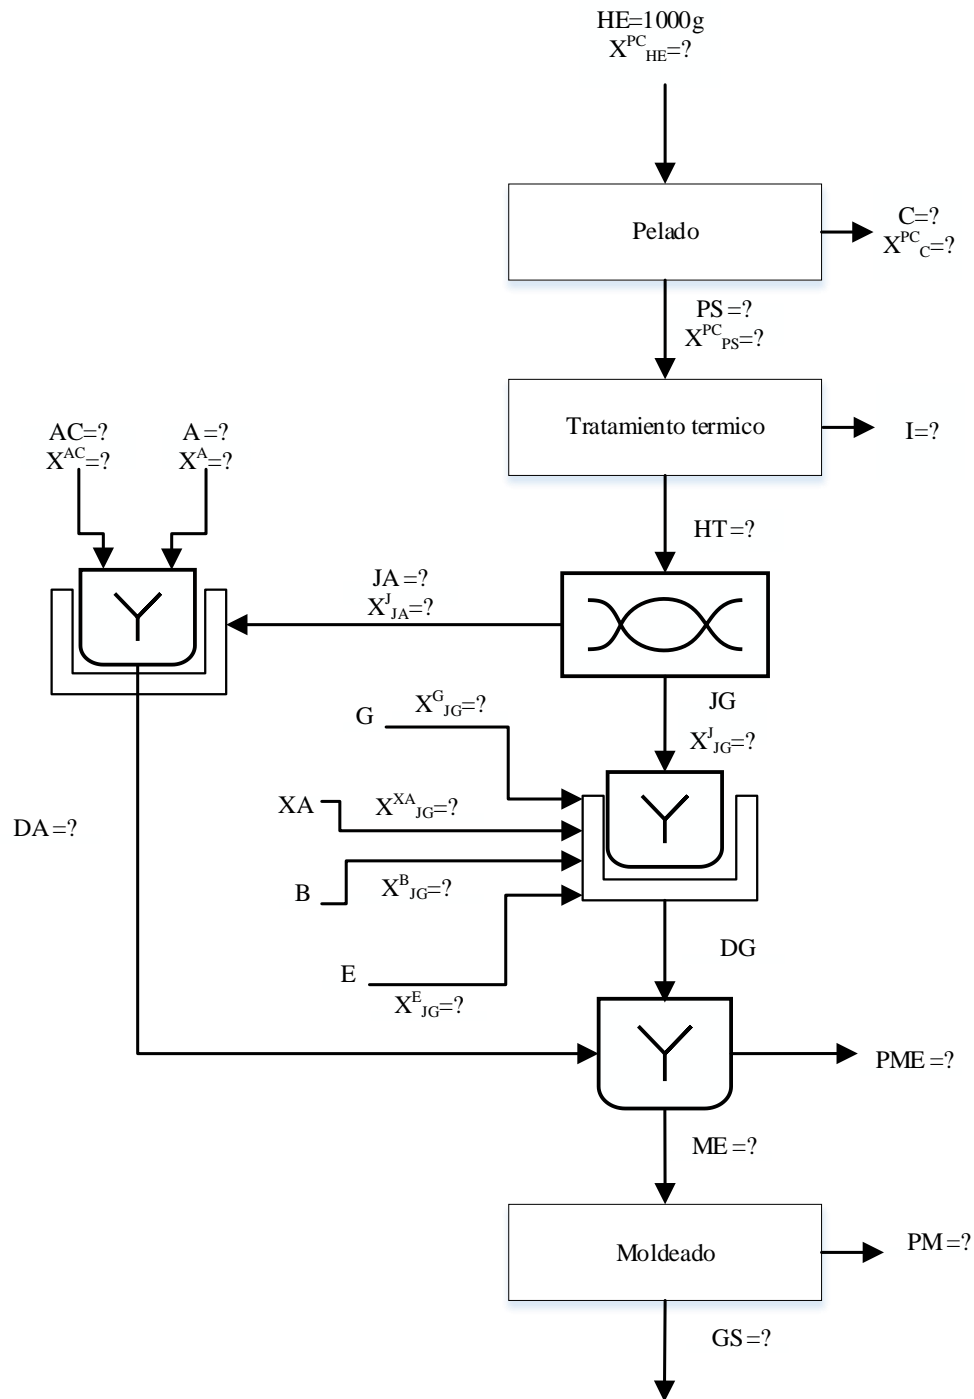 HE=1000g
X^PC_HE=?
Pelado
C=?
X^PC_C=?
PS=?
X^PC_PS=?
Tratamiento termico
I=?
AC=?
X^AC=?
A=?
X^A=?
HT=?
JA=?
X^J_JA=?
JG
X^J_JG=?
G
X^G_JG=?
XA
X^XA_JG=?
DA=?
B
X^B_JG=?
DG
E
X^E_JG=?
PME=?
ME=?
Moldeado
PM=?
GS=?